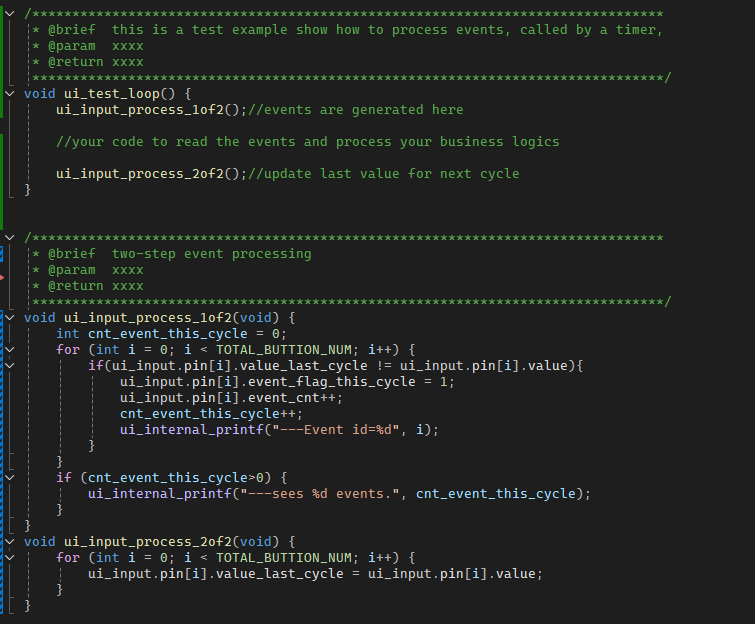 /*******************************************************************************
* @brief  this is a test example show how to process events, called by a timer,
* @param  xxxx
* @return xxxx
*******************************************************************************/
void ui_test_loop() {
    ui_input_process_1of2();//events are generated here
    //your code to read the events and process your business logics
    ui_input_process_2of2();//update last value for next cycle
}
/*******************************************************************************
* @brief  two-step event processing
* @param  xxxx
* @return xxxx
*******************************************************************************/
void ui_input_process_1of2(void) {
    int cnt_event_this_cycle = 0;
    for (int i = 0; i < TOTAL_BUTTION_NUM; i++) {
        if(ui_input.pin[i].value_last_cycle != ui_input.pin[i].value){
            ui_input.pin[i].event_flag_this_cycle = 1;
            ui_input.pin[i].event_cnt++;
            cnt_event_this_cycle++;
            ui_internal_printf("---Event id=%d", i);
        }
    }
    if (cnt_event_this_cycle>0) {
        ui_internal_printf("---sees %d events.", cnt_event_this_cycle);
    }
}
void ui_input_process_2of2(void) {
    for (int i = 0; i < TOTAL_BUTTION_NUM; i++) {
        ui_input.pin[i].value_last_cycle = ui_input.pin[i].value;
    }
}